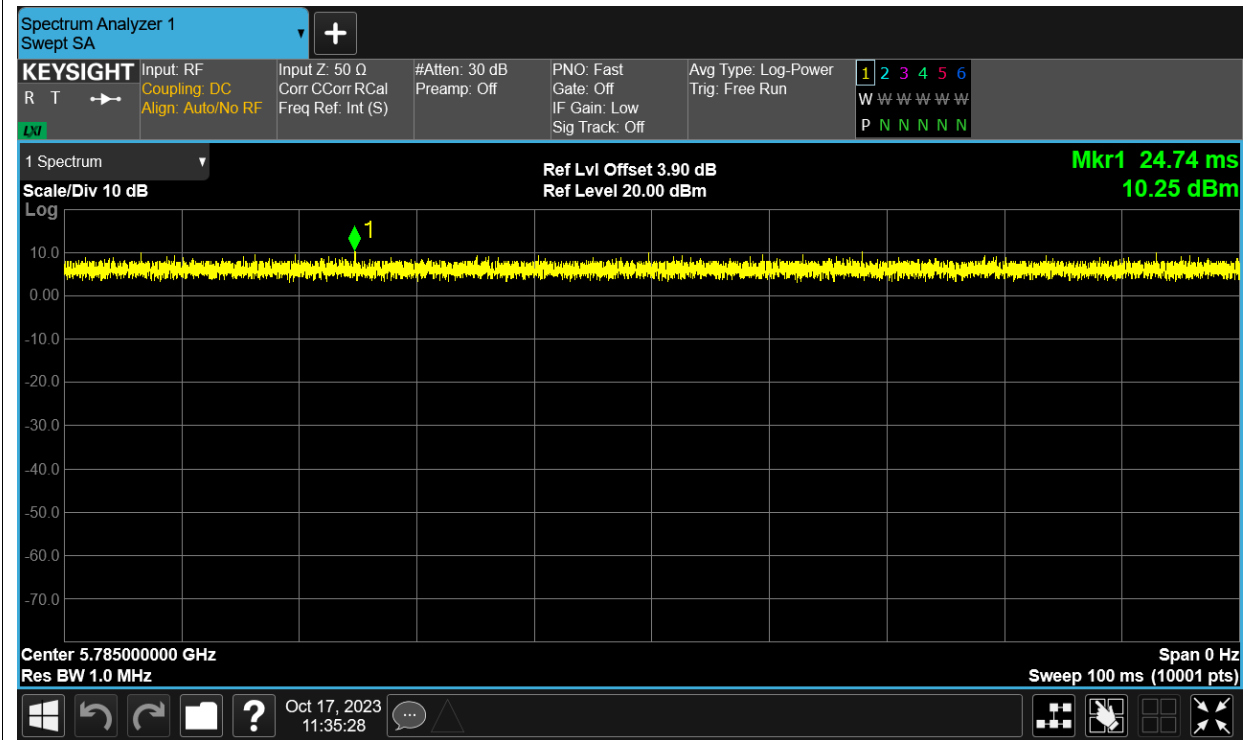 Spectrum Analyzer 1
Swept SA
KEYSIGHT
R T
LXI
Input: RF
Coupling: DC
Align: Auto/No RF
Input Z: 50 Ω
Corr CCorr RCal
Freq Ref: Int (S)
#Atten: 30 dB
Preamp: Off
PNO: Fast
Gate: Off
IF Gain: Low
Sig Track: Off
Avg Type: Log-Power
Trig: Free Run
1 2 3 4 5 6
W W W W W W
P N N N N N
1 Spectrum
Scale/Div 10 dB
Log
Ref Lvl Offset 3.90 dB
Ref Level 20.00 dBm
Mkr1 24.74 ms
10.25 dBm
1
10.0
0.00
-10.0
-20.0
-30.0
-40.0
-50.0
-60.0
-70.0
Center 5.785000000 GHz
Res BW 1.0 MHz
Span 0 Hz
Sweep 100 ms (10001 pts)
?
Oct 17, 2023
11:35:28